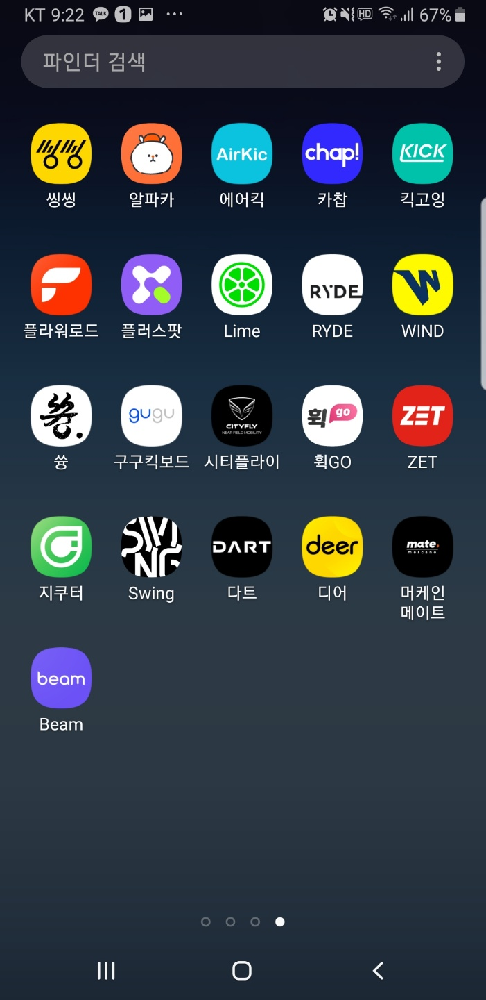 KT 9:22 TALK 1 HD 67%
파인더 검색
AirKic chap! KICK
씽씽 알파카 에어킥 카찹 킥고잉
RYDE W
플라워로드 플러스팟 Lime RYDE WIND
쓩. gugu CITYFLY NEAR FIELD MOBILITY 휙 go ZET
쓩 구구킥보드 시티플라이 휙GO ZET
SWING DART deer mate. mercane
지쿠터 Swing 다트 디어 머케인
메이트
beam
Beam